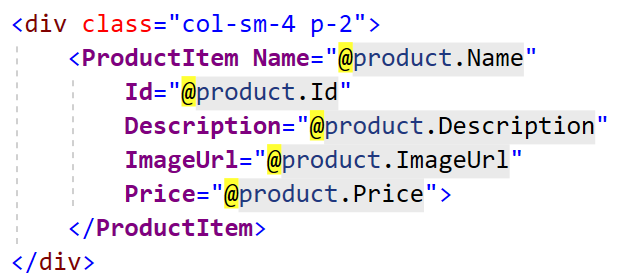 <div class="col-sm-4 p-2">
    <ProductItem Name="@product.Name"
        Id="@product.Id"
        Description="@product.Description"
        ImageUrl="@product.ImageUrl"
        Price="@product.Price">
    </ProductItem>
</div>